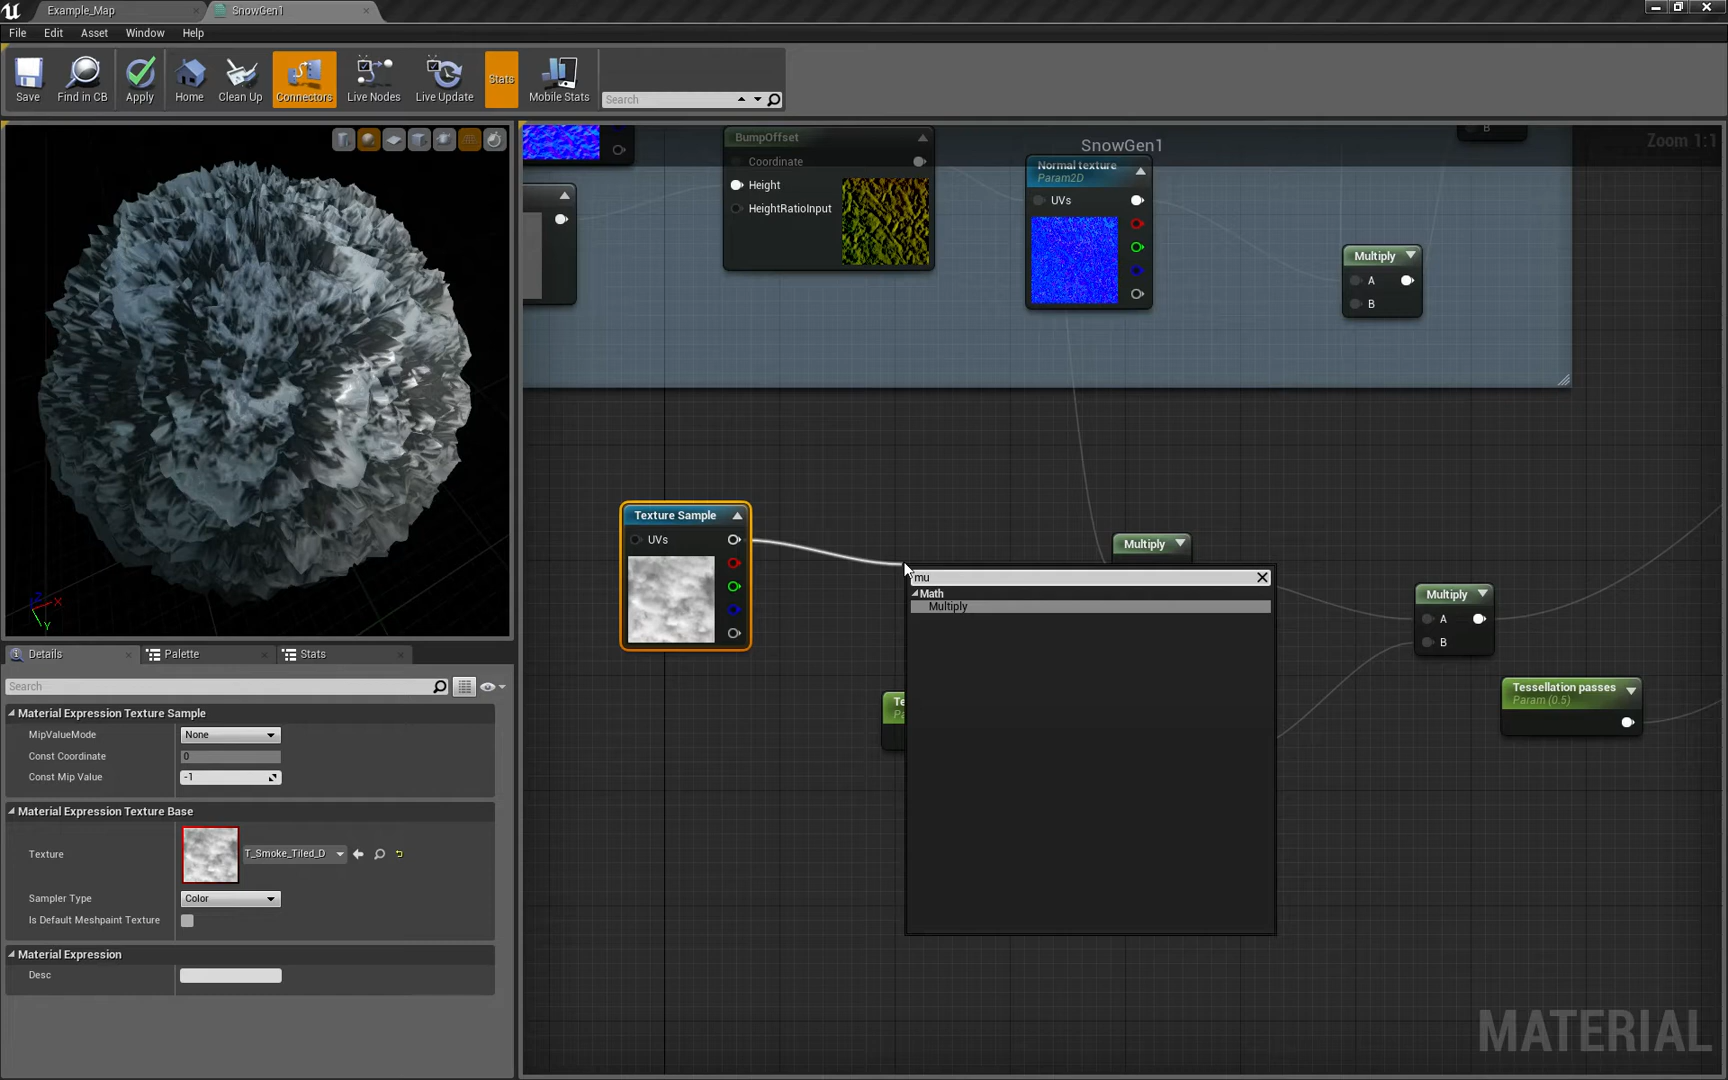 Example_Map
SnowGen1
File Edit Asset Window Help
Save
Find in CB
Apply
Home
Clean Up
Connectors
Live Nodes
Live Update
Stats
Mobile Stats
Search
SnowGen1
Zoom 1:1
B
BumpOffset
Coordinate
Height
HeightRatioInput
Normal texture
Param2D
UVs
Multiply
A
B
Texture Sample
UVs
Multiply
mu
Math
Multiply
Multiply
A
B
Tessellation passes
Param (0.5)
Te
Pa
Z
X
Y
Details
Palette
Stats
Search
Material Expression Texture Sample
MipValueMode None
Const Coordinate 0
Const Mip Value -1
Material Expression Texture Base
Texture T_Smoke_Tiled_D
Sampler Type Color
Is Default Meshpaint Texture
Material Expression
Desc
MATERIAL